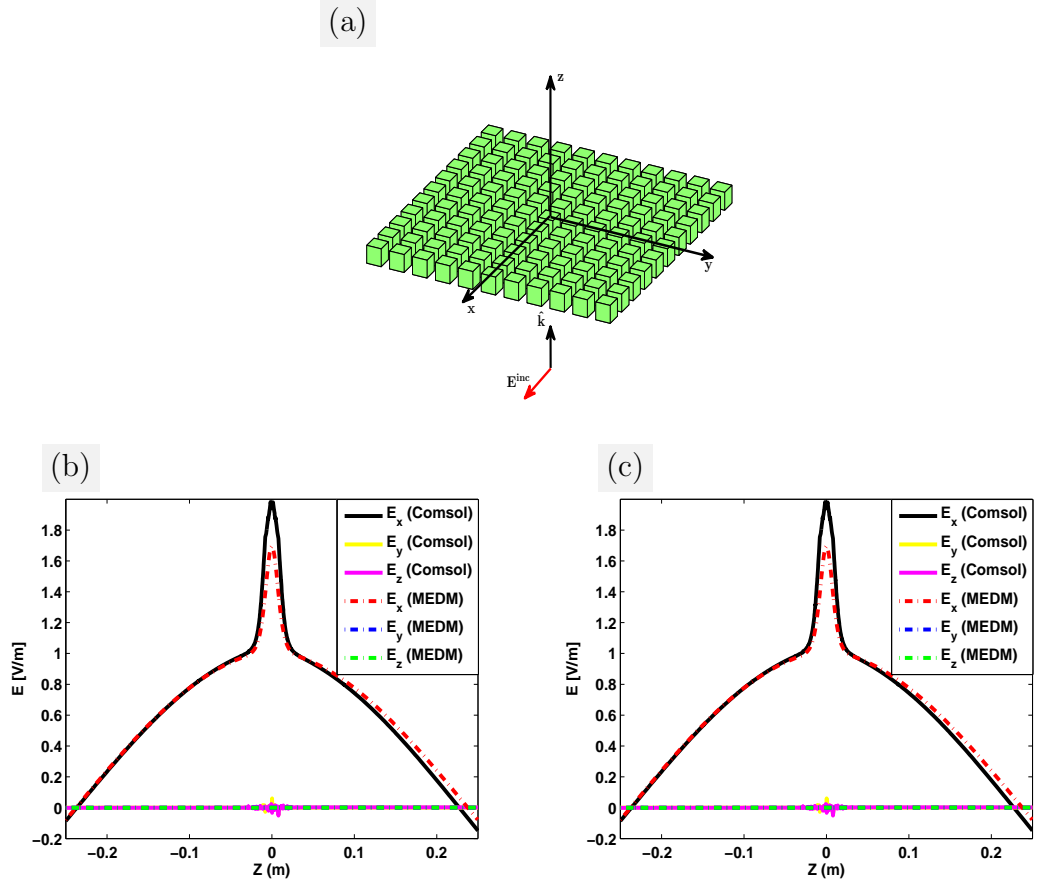 (a)
z
y
x
k̂
E^inc
(b)
(c)
E_x (Comsol)
E_y (Comsol)
E_z (Comsol)
E_x (MEDM)
E_y (MEDM)
E_z (MEDM)
1.8
1.6
1.4
1.2
1
0.8
0.6
0.4
0.2
0
−0.2
E [V/m]
−0.2 −0.1 0 0.1 0.2
Z (m)
E_x (Comsol)
E_y (Comsol)
E_z (Comsol)
E_x (MEDM)
E_y (MEDM)
E_z (MEDM)
1.8
1.6
1.4
1.2
1
0.8
0.6
0.4
0.2
0
−0.2
E [V/m]
−0.2 −0.1 0 0.1 0.2
Z (m)